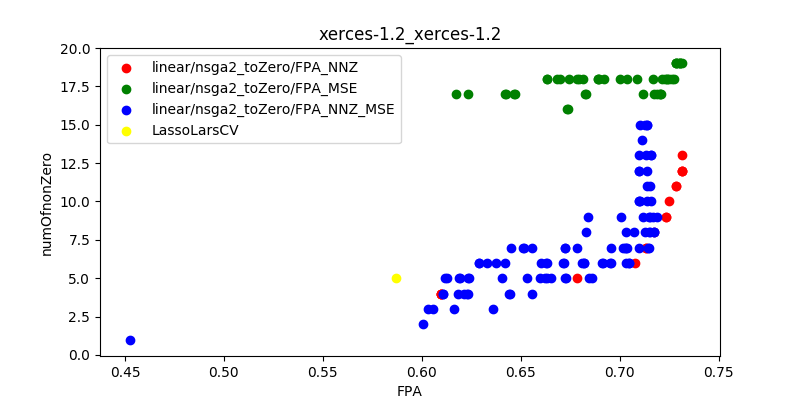 xerces-1.2_xerces-1.2
linear/nsga2_toZero/FPA_NNZ
linear/nsga2_toZero/FPA_MSE
linear/nsga2_toZero/FPA_NNZ_MSE
LassoLarsCV
numOfnonZero
20.0
17.5
15.0
12.5
10.0
7.5
5.0
2.5
0.0
0.45 0.50 0.55 0.60 0.65 0.70 0.75
FPA